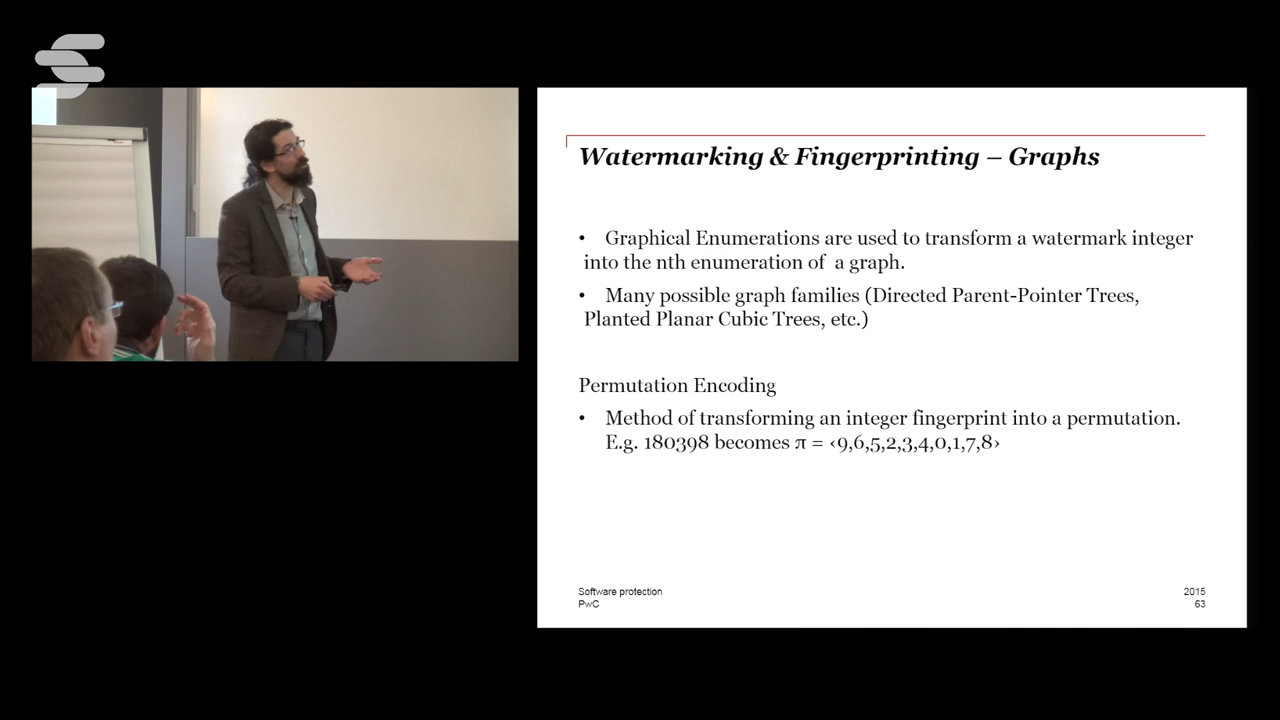 Watermarking & Fingerprinting – Graphs
• Graphical Enumerations are used to transform a watermark integer
into the nth enumeration of a graph.
• Many possible graph families (Directed Parent-Pointer Trees,
Planted Planar Cubic Trees, etc.)
Permutation Encoding
• Method of transforming an integer fingerprint into a permutation.
E.g. 180398 becomes π = ‹9,6,5,2,3,4,0,1,7,8›
Software protection
PwC
2015
63